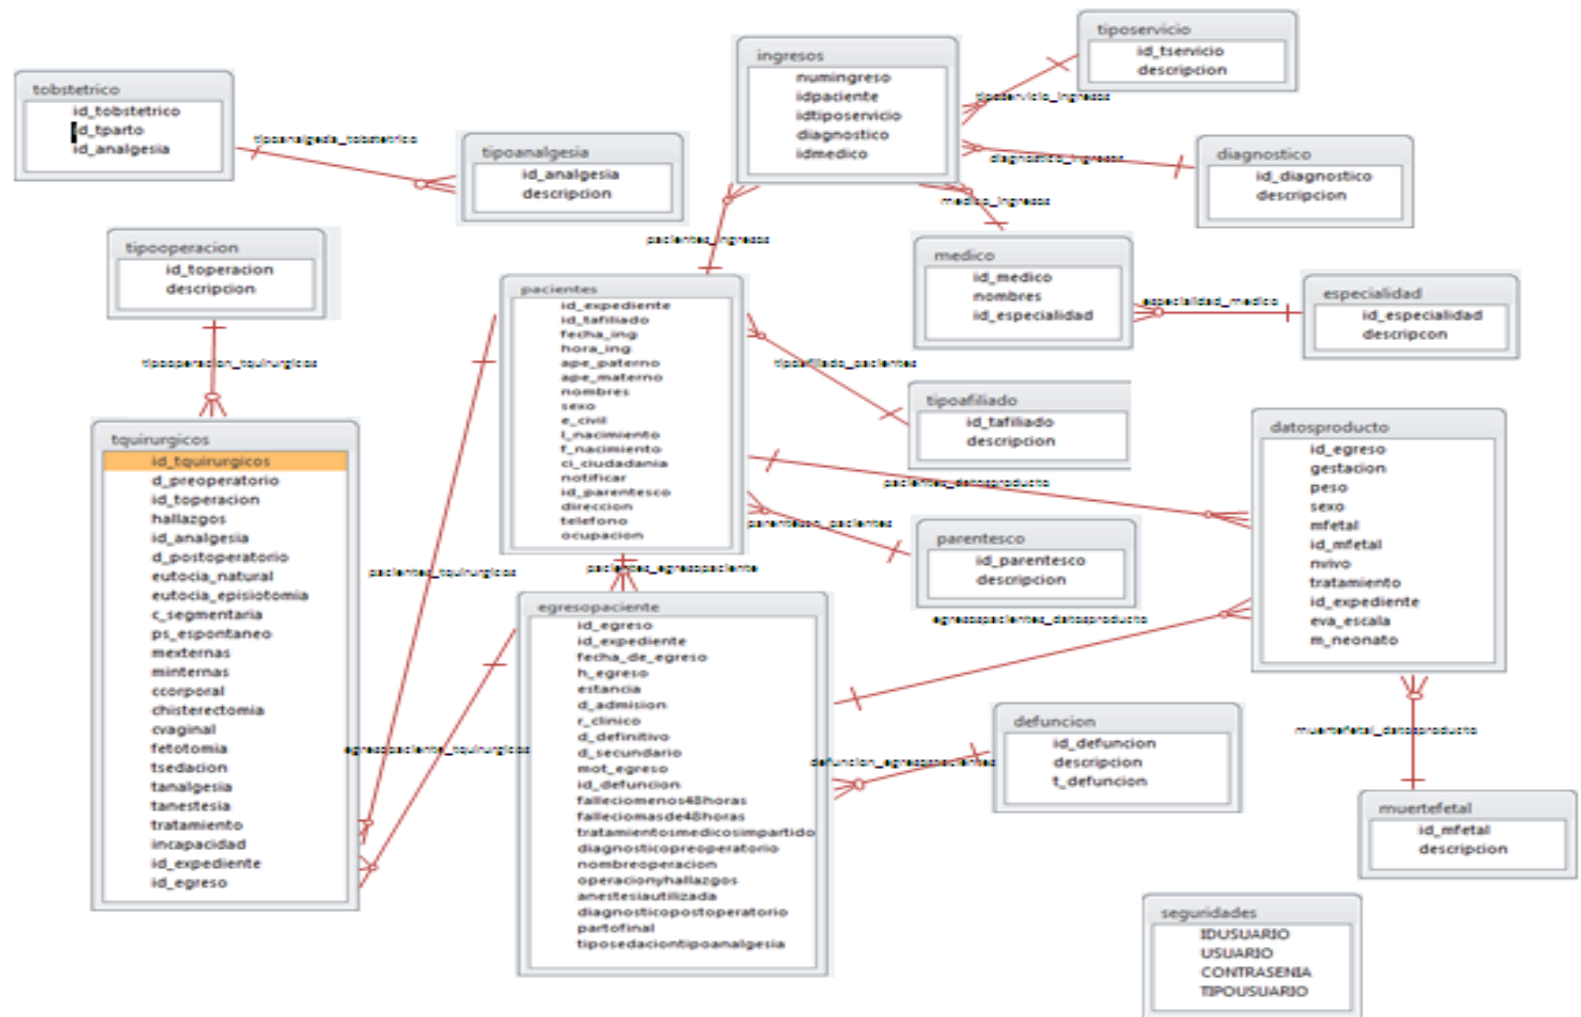 tobstetrico
id_tobstetrico
id_tparto
id_analgesia
tipoanalgesia_tobstetrico
tipoanalgesia
id_analgesia
descripcion
ingresos
numingreso
idpaciente
idtiposervicio
diagnostico
idmedico
tiposervicio
id_tservicio
descripcion
tiposervicio_ingresos
diagnostico_ingresos
diagnostico
id_diagnostico
descripcion
medico_ingresos
pacientes_ingresos
tipooperacion
id_toperacion
descripcion
tipooperacion_tquirurgicos
medico
id_medico
nombres
id_especialidad
especialidad_medico
especialidad
id_especialidad
descripcon
pacientes
id_expediente
id_tafiliado
fecha_ing
hora_ing
ape_paterno
ape_materno
nombres
sexo
e_civil
l_nacimiento
f_nacimiento
ci_ciudadania
notificar
id_parentesco
direccion
telefono
ocupacion
tipoafiliado_pacientes
tipoafiliado
id_tafiliado
descripcion
pacientes_datosproducto
parentesco_pacientes
parentesco
id_parentesco
descripcion
tquirurgicos
id_tquirurgicos
d_preoperatorio
id_toperacion
hallazgos
id_analgesia
d_postoperatorio
eutocia_natural
eutocia_episiotomia
c_segmentaria
ps_espontaneo
mexternas
minternas
ccorporal
chisterectomia
cvaginal
fetotomia
tsedacion
tanalgesia
tanestesia
tratamiento
incapacidad
id_expediente
id_egreso
pacientes_tquirurgicos
pacientes_egresopaciente
egresopaciente_tquirurgicos
egresopaciente
id_egreso
id_expediente
fecha_de_egreso
h_egreso
estancia
d_admision
r_clinico
d_definitivo
d_secundario
mot_egreso
id_defuncion
falleciomenos48horas
falleciomasde48horas
tratamientosmedicosimpartido
diagnosticopreoperatorio
nombreoperacion
operacionyhallazgos
anestesiautilizada
diagnosticopostoperatorio
partofinal
tiposedaciontipoanalgesia
egresospacientes_datosproducto
defuncion_egresopacientes
defuncion
id_defuncion
descripcion
t_defuncion
datosproducto
id_egreso
gestacion
peso
sexo
mfetal
id_mfetal
nvivo
tratamiento
id_expediente
eva_escala
m_neonato
muertefetal_datosproducto
muertefetal
id_mfetal
descripcion
seguridades
IDUSUARIO
USUARIO
CONTRASENIA
TIPOUSUARIO